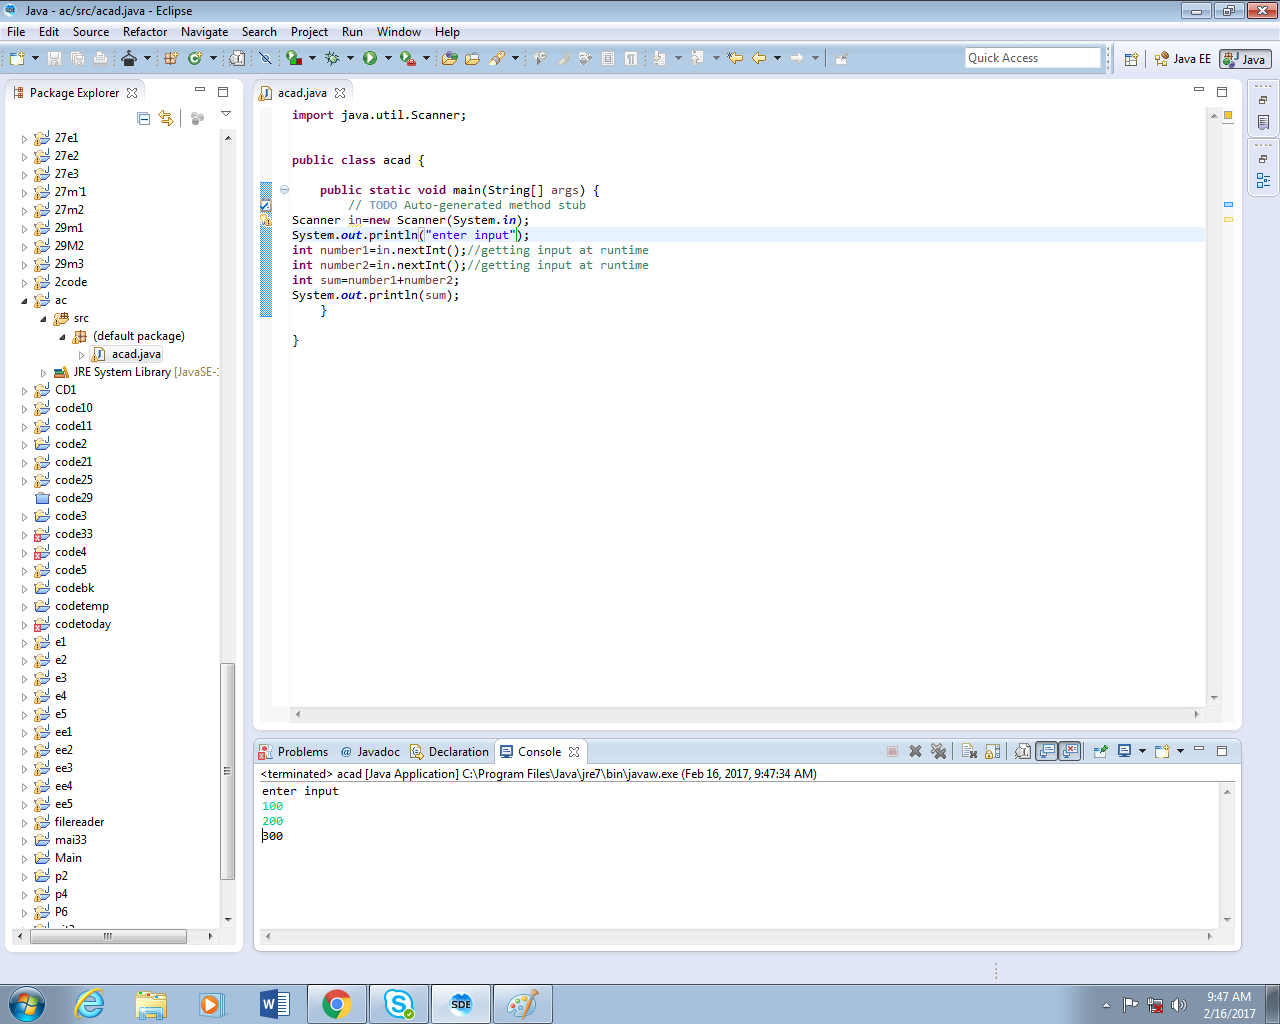 Java - ac/src/acad.java - Eclipse
File Edit Source Refactor Navigate Search Project Run Window Help
Quick Access
Java EE
Java
Package Explorer
27e1
27e2
27e3
27m`1
27m2
29m1
29M2
29m3
2code
ac
src
(default package)
acad.java
JRE System Library [JavaSE-1
CD1
code10
code11
code2
code21
code25
code29
code3
code33
code4
code5
codebk
codetemp
codetoday
e1
e2
e3
e4
e5
ee1
ee2
ee3
ee4
ee5
filereader
mai33
Main
p2
p4
P6
acad.java
import java.util.Scanner;
public class acad {
public static void main(String[] args) {
// TODO Auto-generated method stub
Scanner in=new Scanner(System.in);
System.out.println("enter input");
int number1=in.nextInt();//getting input at runtime
int number2=in.nextInt();//getting input at runtime
int sum=number1+number2;
System.out.println(sum);
}
}
Problems @ Javadoc Declaration Console
<terminated> acad [Java Application] C:\Program Files\Java\jre7\bin\javaw.exe (Feb 16, 2017, 9:47:34 AM)
enter input
100
200
300
SDE
9:47 AM
2/16/2017